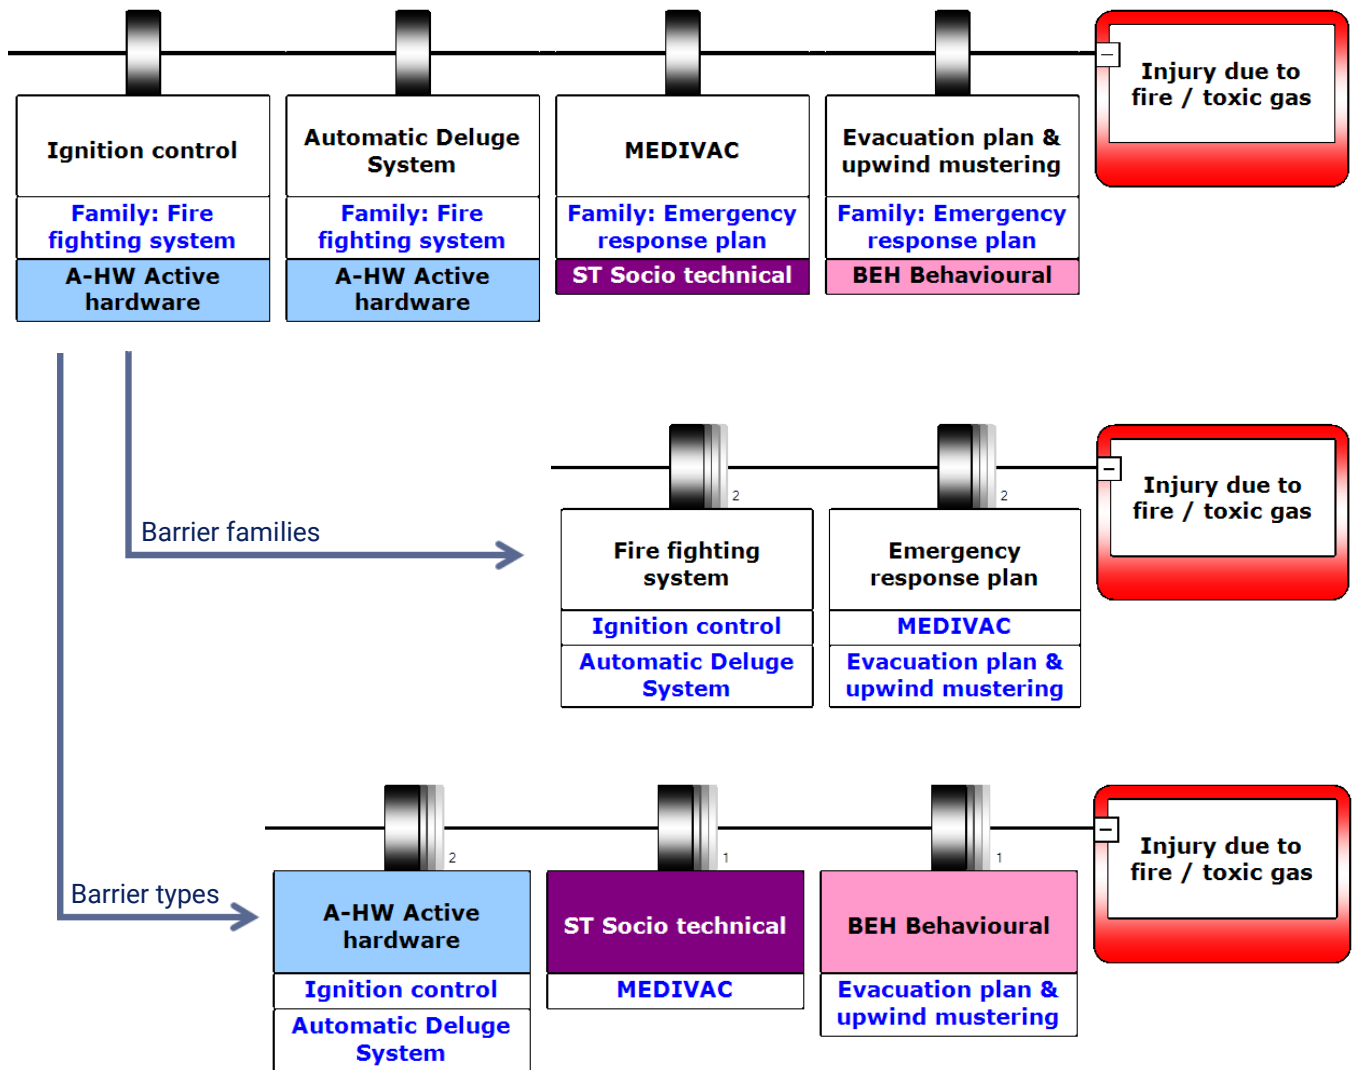 Ignition control
Automatic Deluge
System
MEDIVAC
Evacuation plan &
upwind mustering
Injury due to
fire / toxic gas
Family: Fire
fighting system
Family: Fire
fighting system
Family: Emergency
response plan
Family: Emergency
response plan
A-HW Active
hardware
A-HW Active
hardware
ST Socio technical
BEH Behavioural
Barrier families
2
2
Fire fighting
system
Emergency
response plan
Injury due to
fire / toxic gas
Ignition control
Automatic Deluge
System
MEDIVAC
Evacuation plan &
upwind mustering
Barrier types
2
1
1
A-HW Active
hardware
ST Socio technical
BEH Behavioural
Injury due to
fire / toxic gas
Ignition control
Automatic Deluge
System
MEDIVAC
Evacuation plan &
upwind mustering